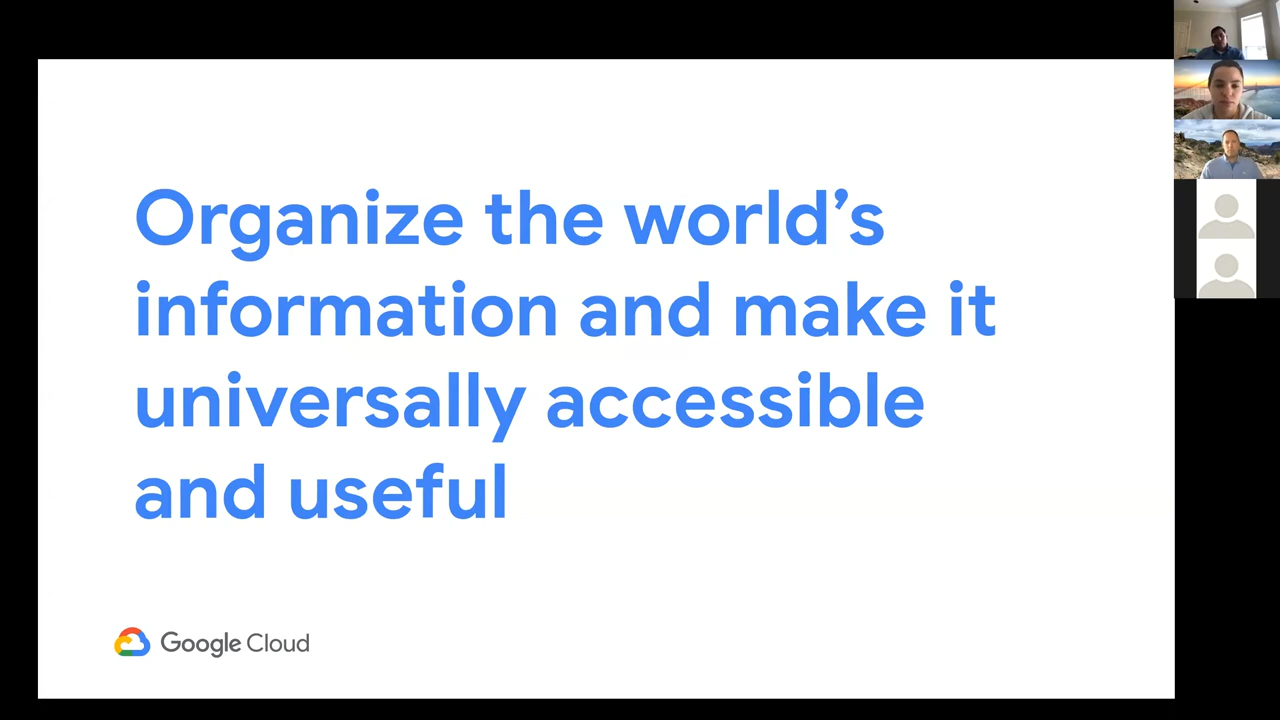 Organize the world’s
information and make it
universally accessible
and useful
Google Cloud